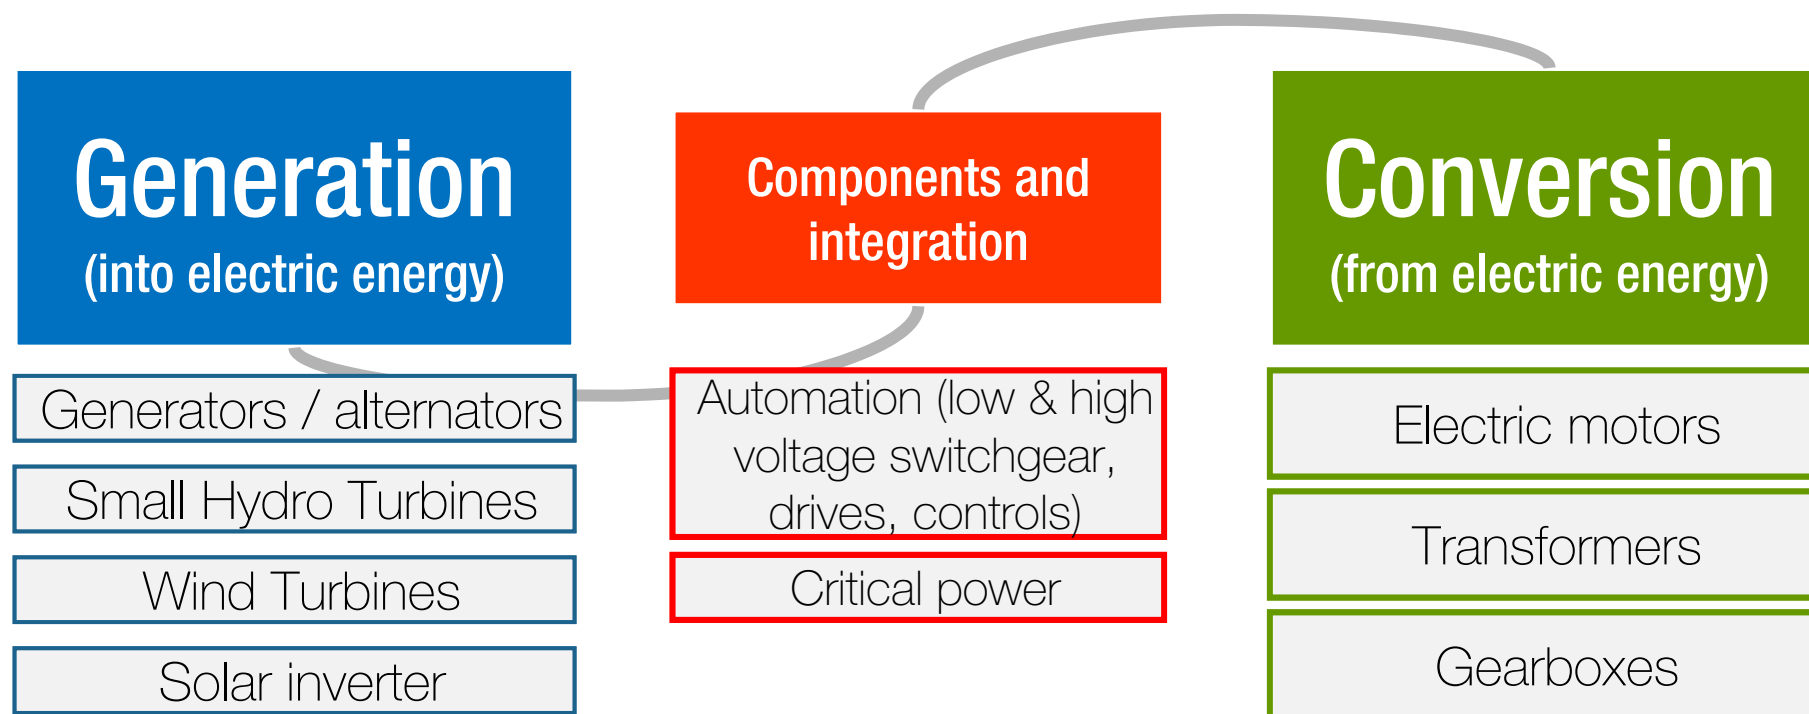 Generation
(into electric energy)
Generators / alternators
Small Hydro Turbines
Wind Turbines
Solar inverter
Components and
integration
Automation (low & high
voltage switchgear,
drives, controls)
Critical power
Conversion
(from electric energy)
Electric motors
Transformers
Gearboxes